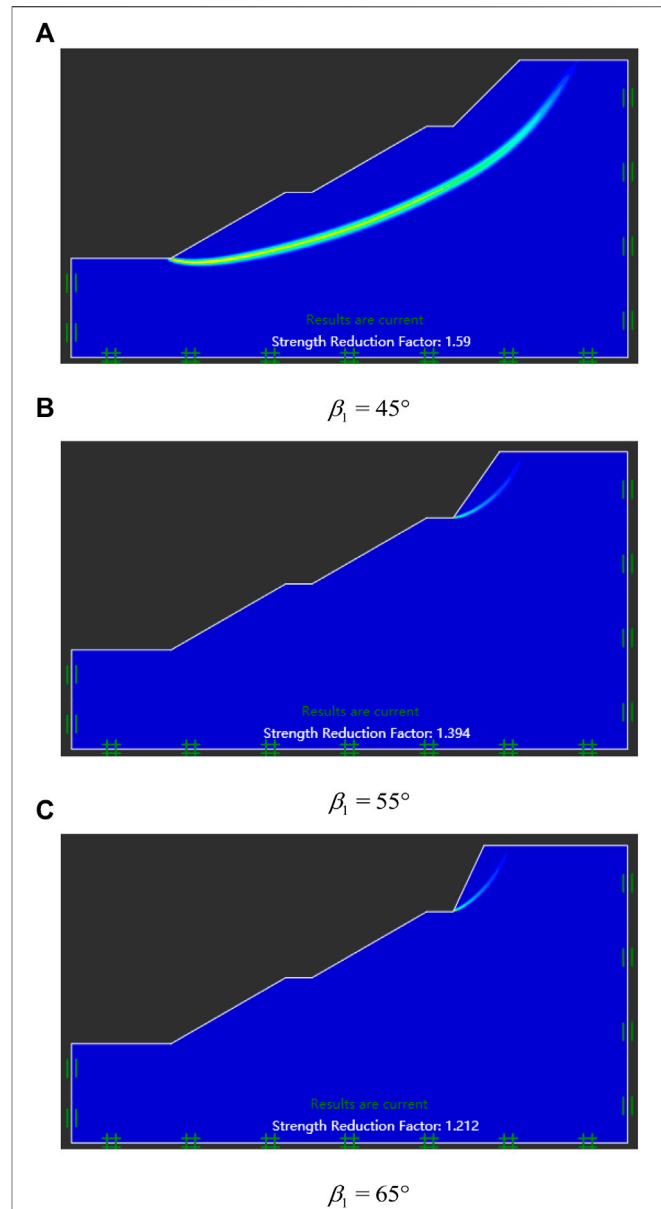 A
Results are current
Strength Reduction Factor: 1.59
β₁ = 45°
B
Results are current
Strength Reduction Factor: 1.394
β₁ = 55°
C
Results are current
Strength Reduction Factor: 1.212
β₁ = 65°